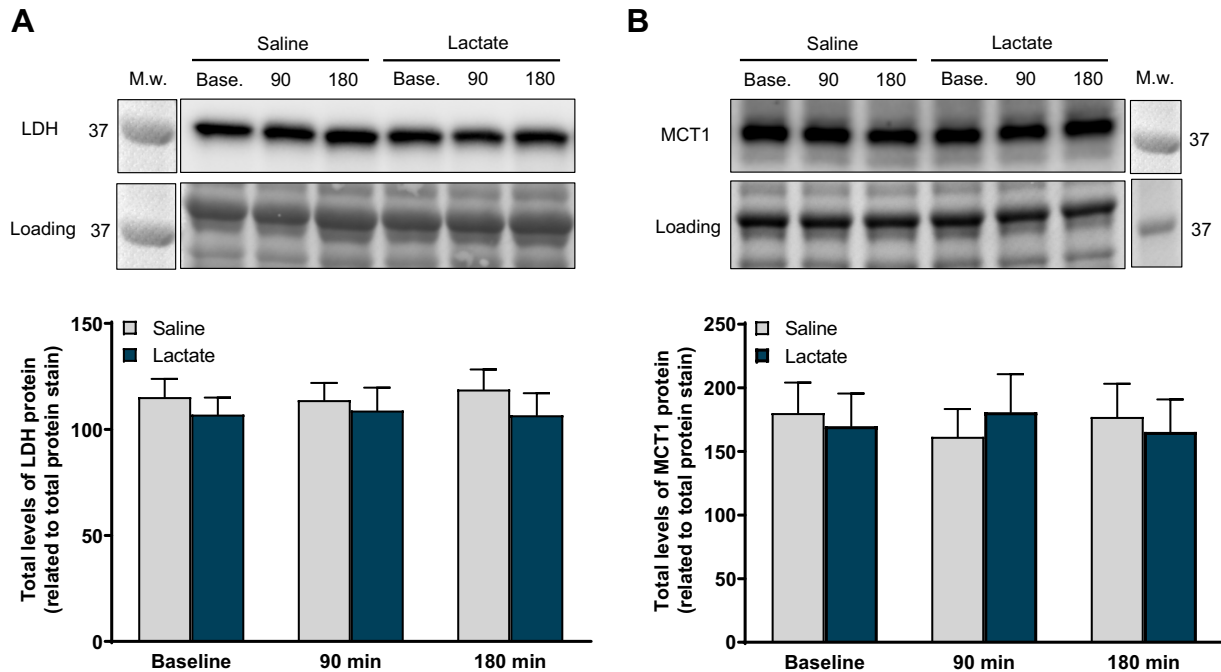 A
Saline Lactate
M.w. Base. 90 180 Base. 90 180
LDH 37
Loading 37
150
100
50
0
Total levels of LDH protein
(related to total protein stain)
Saline
Lactate
Baseline 90 min 180 min
B
Saline Lactate
Base. 90 180 Base. 90 180 M.w.
MCT1 37
Loading 37
250
200
150
100
50
0
Total levels of MCT1 protein
(related to total protein stain)
Saline
Lactate
Baseline 90 min 180 min